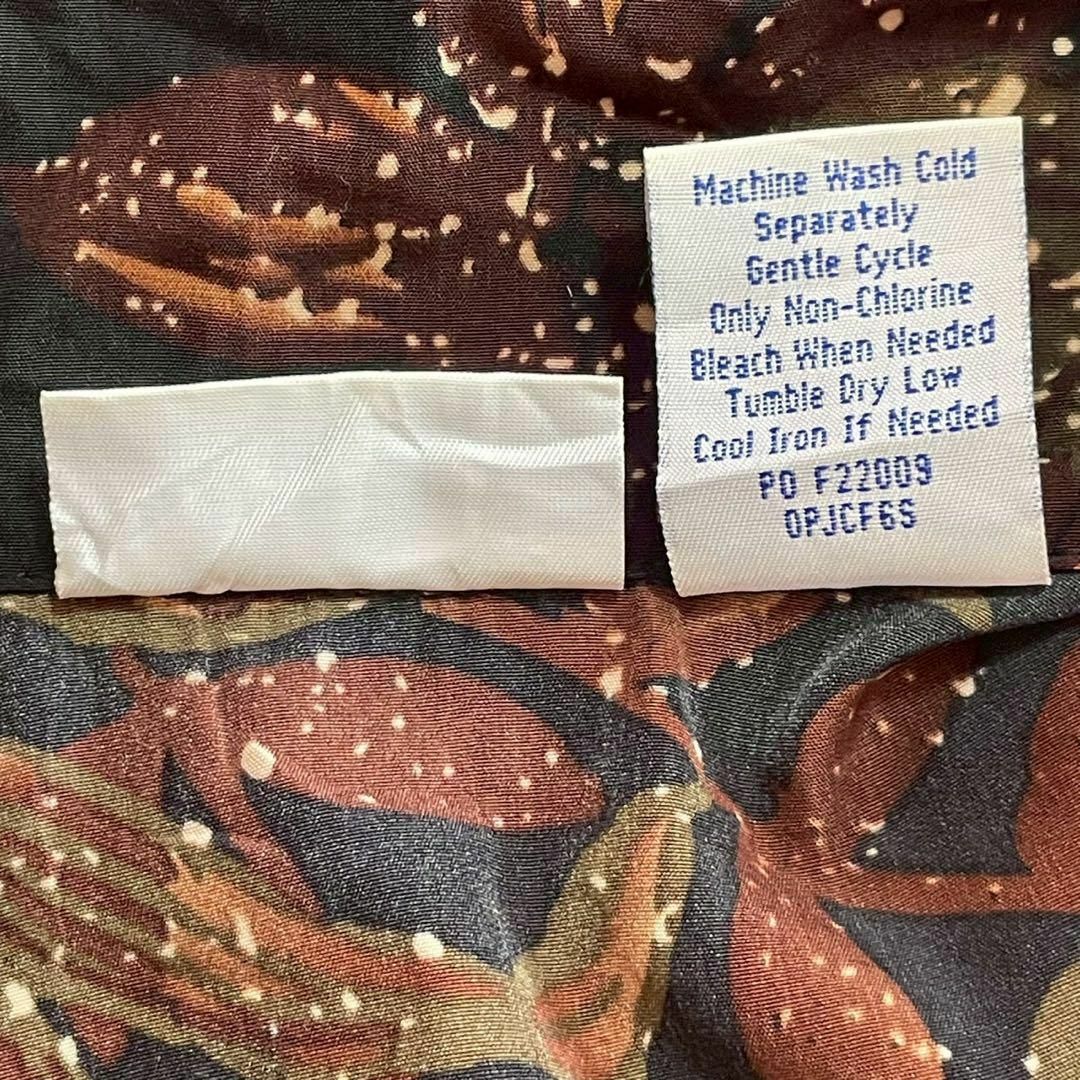 Machine Wash Cold
Separately
Gentle Cycle
Only Non-Chlorine
Bleach When Needed
Tumble Dry Low
Cool Iron If Needed
PO F22009
OPJCF6S